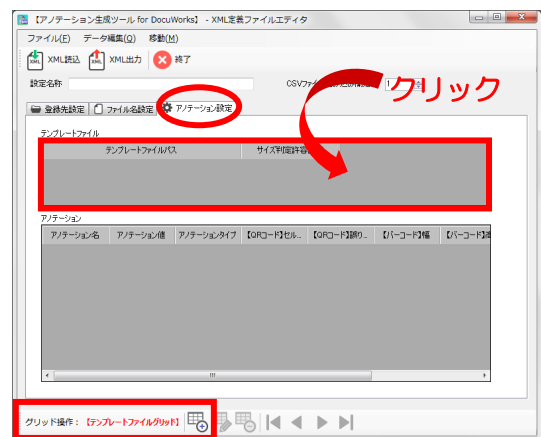 【アノテーション生成ツール for DocuWorks】 - XML定義ファイルエディタ
ファイル(F) データ編集(Q) 移動(M)
XML XML読込 XML XML出力 終了
設定名称 CSVファ 1
クリック
登録先設定 ファイル名設定 アノテーション設定
テンプレートファイル
テンプレートファイルパス サイズ判定許容
アノテーション
アノテーション名 アノテーション値 アノテーションタイプ 【QRコード】セル... 【QRコード】誤り... 【バーコード】幅 【バーコード】高
グリッド操作： 【テンプレートファイルグリッド】